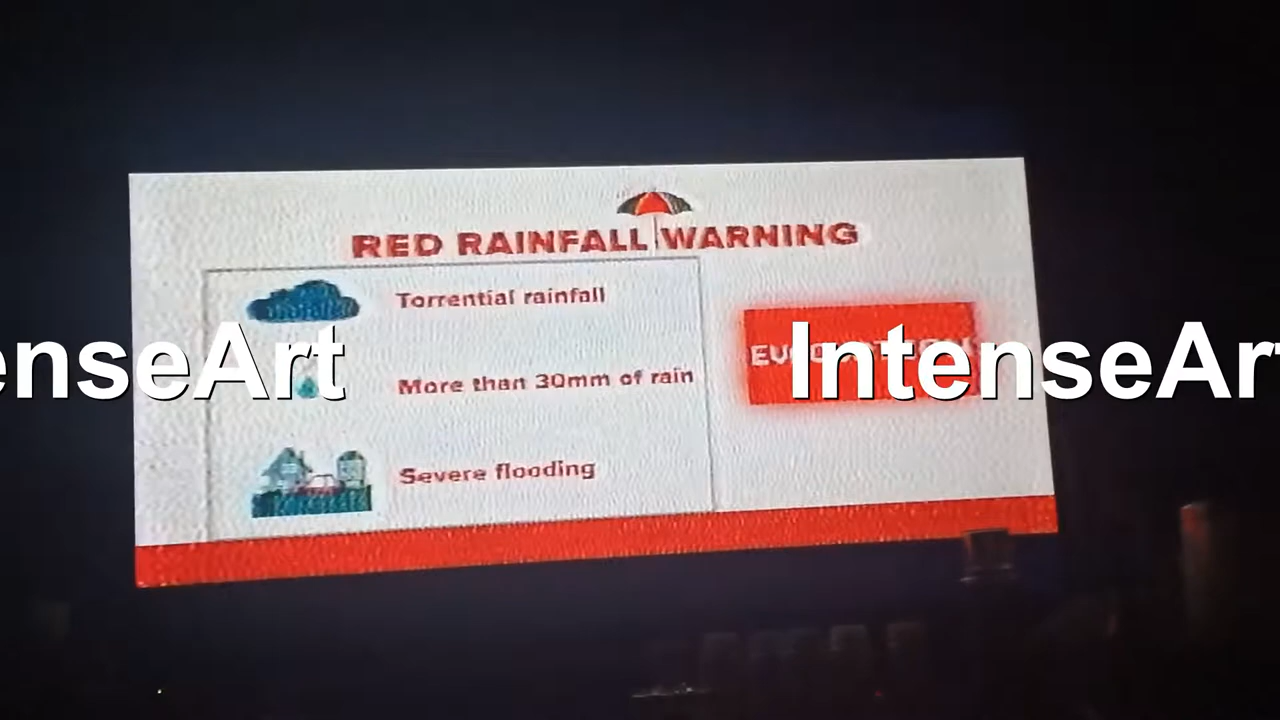 RED RAINFALL WARNING
Torrential rainfall
More than 30mm of rain
Severe flooding
enseArt
IntenseArt